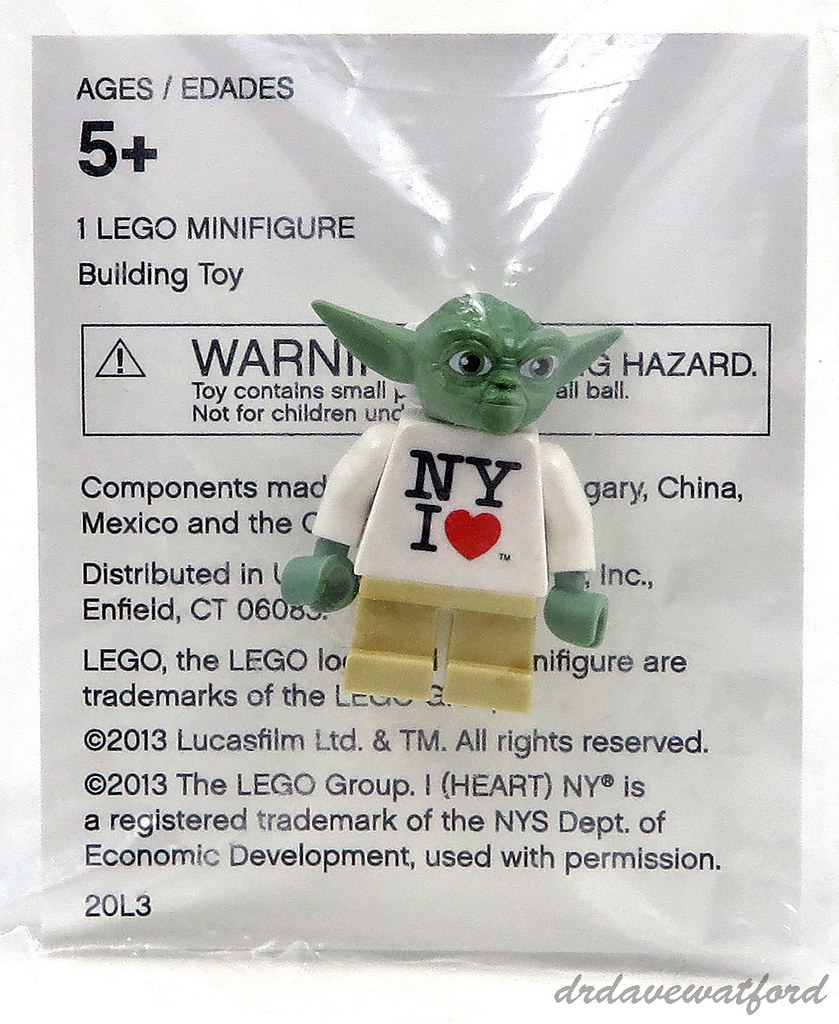 AGES / EDADES
5+
1 LEGO MINIFIGURE
Building Toy
HAZARD.
Toy contains small all ball.
Not for children
NY
I ❤ ™
Components gary, China,
Mexico and the
Distributed in , Inc.,
Enfield, CT
LEGO, the LEGO are
trademarks of the LEGO
©2013 Lucasfilm Ltd. & TM. All rights reserved.
©2013 The LEGO Group. I (HEART) NY® is
a registered trademark of the NYS Dept. of
Economic Development, used with permission.
20L3
drdavewatford